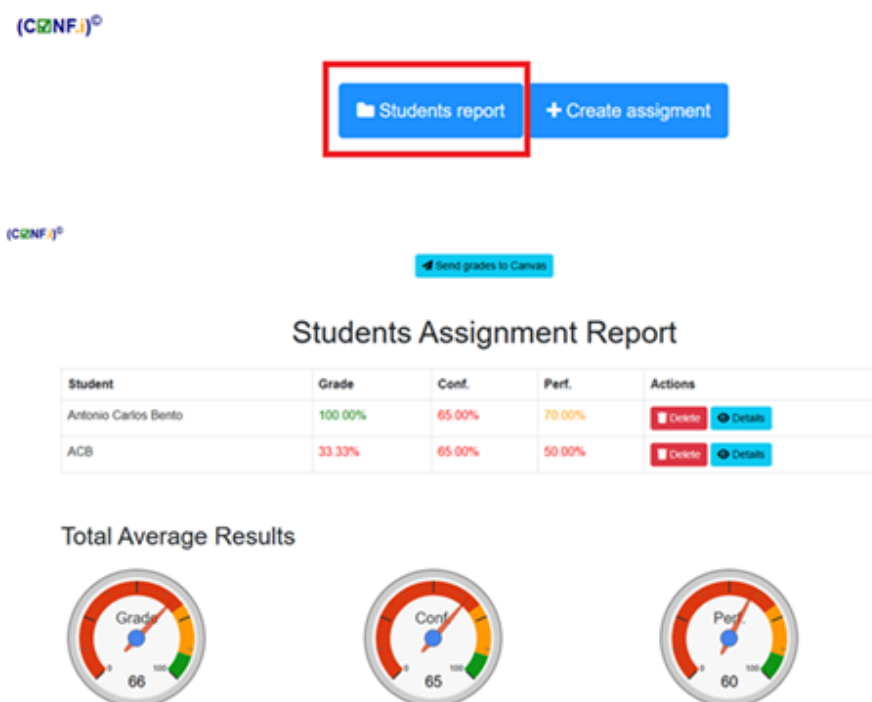 (C☑NF.i)©
Students report
Create assigment
(C☑NF.i)©
Send grades to Canvas
Students Assignment Report
Student Grade Conf. Perf. Actions
Antonio Carlos Bento 100.00% 65.00% 70.00% Delete Details
ACB 33.33% 65.00% 50.00% Delete Details
Total Average Results
Grade Conf. Perf.
0 100 0 100 0 100
66 65 60